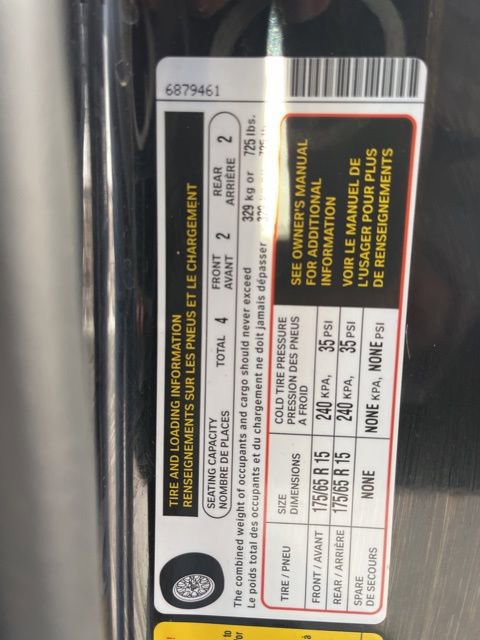 6879461
TIRE AND LOADING INFORMATION
RENSEIGNEMENTS SUR LES PNEUS ET LE CHARGEMENT
SEATING CAPACITY
NOMBRE DE PLACES
TOTAL 4
FRONT
AVANT 2
REAR
ARRIÈRE 2
The combined weight of occupants and cargo should never exceed 329 kg or 725 lbs.
Le poids total des occupants et du chargement ne doit jamais dépasser
TIRE / PNEU
SIZE
DIMENSIONS
COLD TIRE PRESSURE
PRESSION DES PNEUS
A FROID
FRONT / AVANT 175/65 R 15 240 KPA, 35 PSI
REAR / ARRIÈRE 175/65 R 15 240 KPA, 35 PSI
SPARE
DE SECOURS
NONE NONE KPA, NONE PSI
SEE OWNER'S MANUAL
FOR ADDITIONAL
INFORMATION
VOIR LE MANUEL DE
L'USAGER POUR PLUS
DE RENSEIGNEMENTS